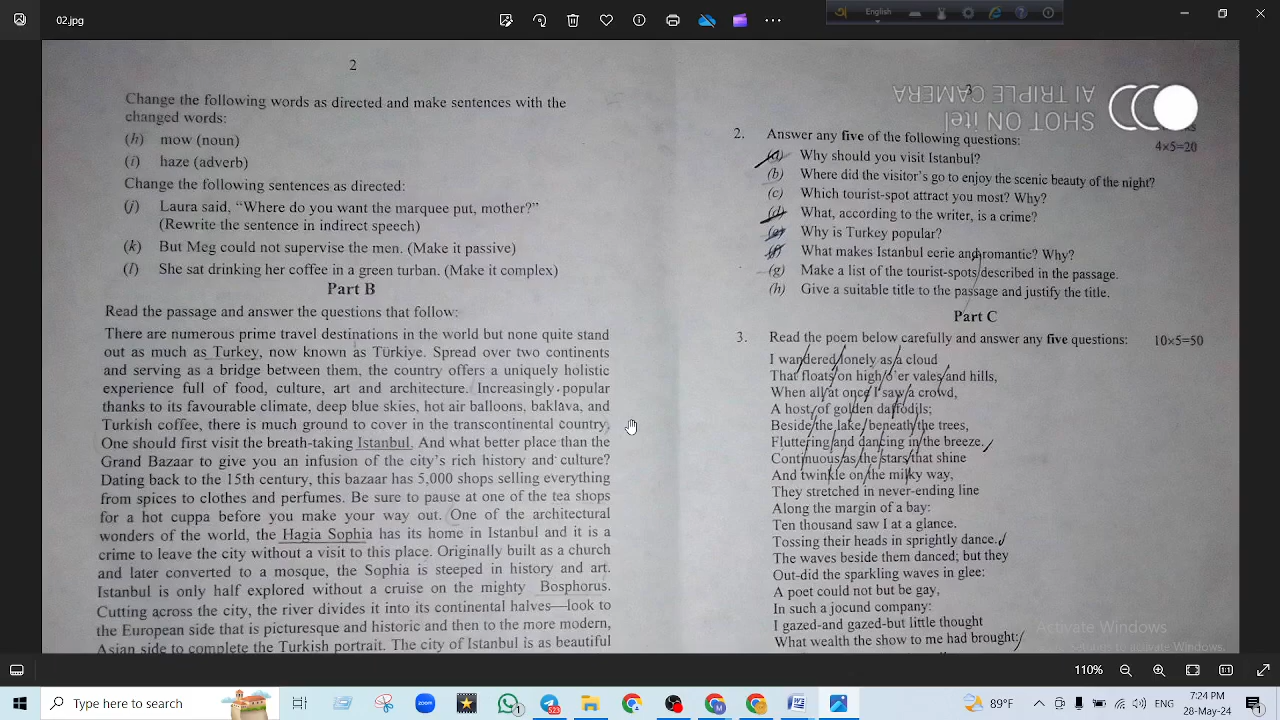 02.jpg
English
2
Change the following words as directed and make sentences with the
changed words:
(h) mow (noun)
(i) haze (adverb)
Change the following sentences as directed:
(j) Laura said, “Where do you want the marquee put, mother?”
(Rewrite the sentence in indirect speech)
(k) But Meg could not supervise the men. (Make it passive)
(l) She sat drinking her coffee in a green turban. (Make it complex)
Part B
Read the passage and answer the questions that follow:
There are numerous prime travel destinations in the world but none quite stand
out as much as Turkey, now known as Türkiye. Spread over two continents
and serving as a bridge between them, the country offers a uniquely holistic
experience full of food, culture, art and architecture. Increasingly popular
thanks to its favourable climate, deep blue skies, hot air balloons, baklava, and
Turkish coffee, there is much ground to cover in the transcontinental country.
One should first visit the breath-taking Istanbul. And what better place than the
Grand Bazaar to give you an infusion of the city's rich history and culture?
Dating back to the 15th century, this bazaar has 5,000 shops selling everything
from spices to clothes and perfumes. Be sure to pause at one of the tea shops
for a hot cuppa before you make your way out. One of the architectural
wonders of the world, the Hagia Sophia has its home in Istanbul and it is a
crime to leave the city without a visit to this place. Originally built as a church
and later converted to a mosque, the Sophia is steeped in history and art.
Istanbul is only half explored without a cruise on the mighty Bosphorus.
Cutting across the city, the river divides it into its continental halves—look to
the European side that is picturesque and historic and then to the more modern,
Asian side to complete the Turkish portrait. The city of Istanbul is as beautiful
3
SHOT ON itel
AI TRIPLE CAMERA
2. Answer any five of the following questions:
4×5=20
(a) Why should you visit Istanbul?
(b) Where did the visitor's go to enjoy the scenic beauty of the night?
(c) Which tourist-spot attract you most? Why?
(d) What, according to the writer, is a crime?
(e) Why is Turkey popular?
(f) What makes Istanbul eerie and romantic? Why?
(g) Make a list of the tourist-spots described in the passage.
(h) Give a suitable title to the passage and justify the title.
Part C
3. Read the poem below carefully and answer any five questions: 10×5=50
I wandered lonely as a cloud
That floats on high o'er vales and hills,
When all at once I saw a crowd,
A host, of golden daffodils;
Beside the lake, beneath the trees,
Fluttering and dancing in the breeze.
Continuous as the stars that shine
And twinkle on the milky way,
They stretched in never-ending line
Along the margin of a bay:
Ten thousand saw I at a glance.
Tossing their heads in sprightly dance.
The waves beside them danced; but they
Out-did the sparkling waves in glee:
A poet could not but be gay,
In such a jocund company:
I gazed-and gazed-but little thought
What wealth the show to me had brought:
Activate Windows
Settings to activate Windows.
110%
Type here to search
zoom
1
523
M
89°F
ENG
7:24 PM
28-May-24
1